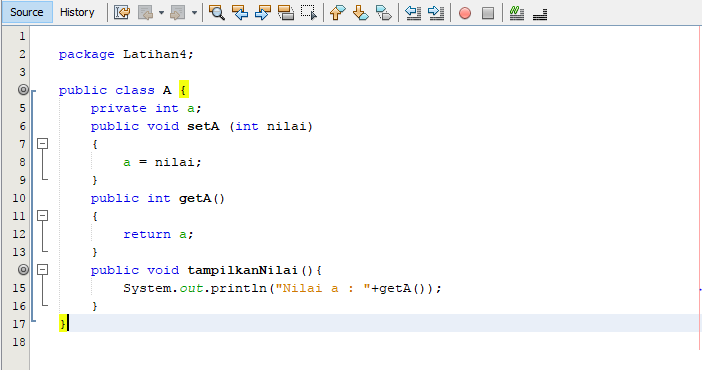 Source History
1
2 package Latihan4;
3
public class A {
5 private int a;
6 public void setA (int nilai)
7 {
8 a = nilai;
9 }
10 public int getA()
11 {
12 return a;
13 }
public void tampilkanNilai(){
15 System.out.println("Nilai a : "+getA());
16 }
17 }
18